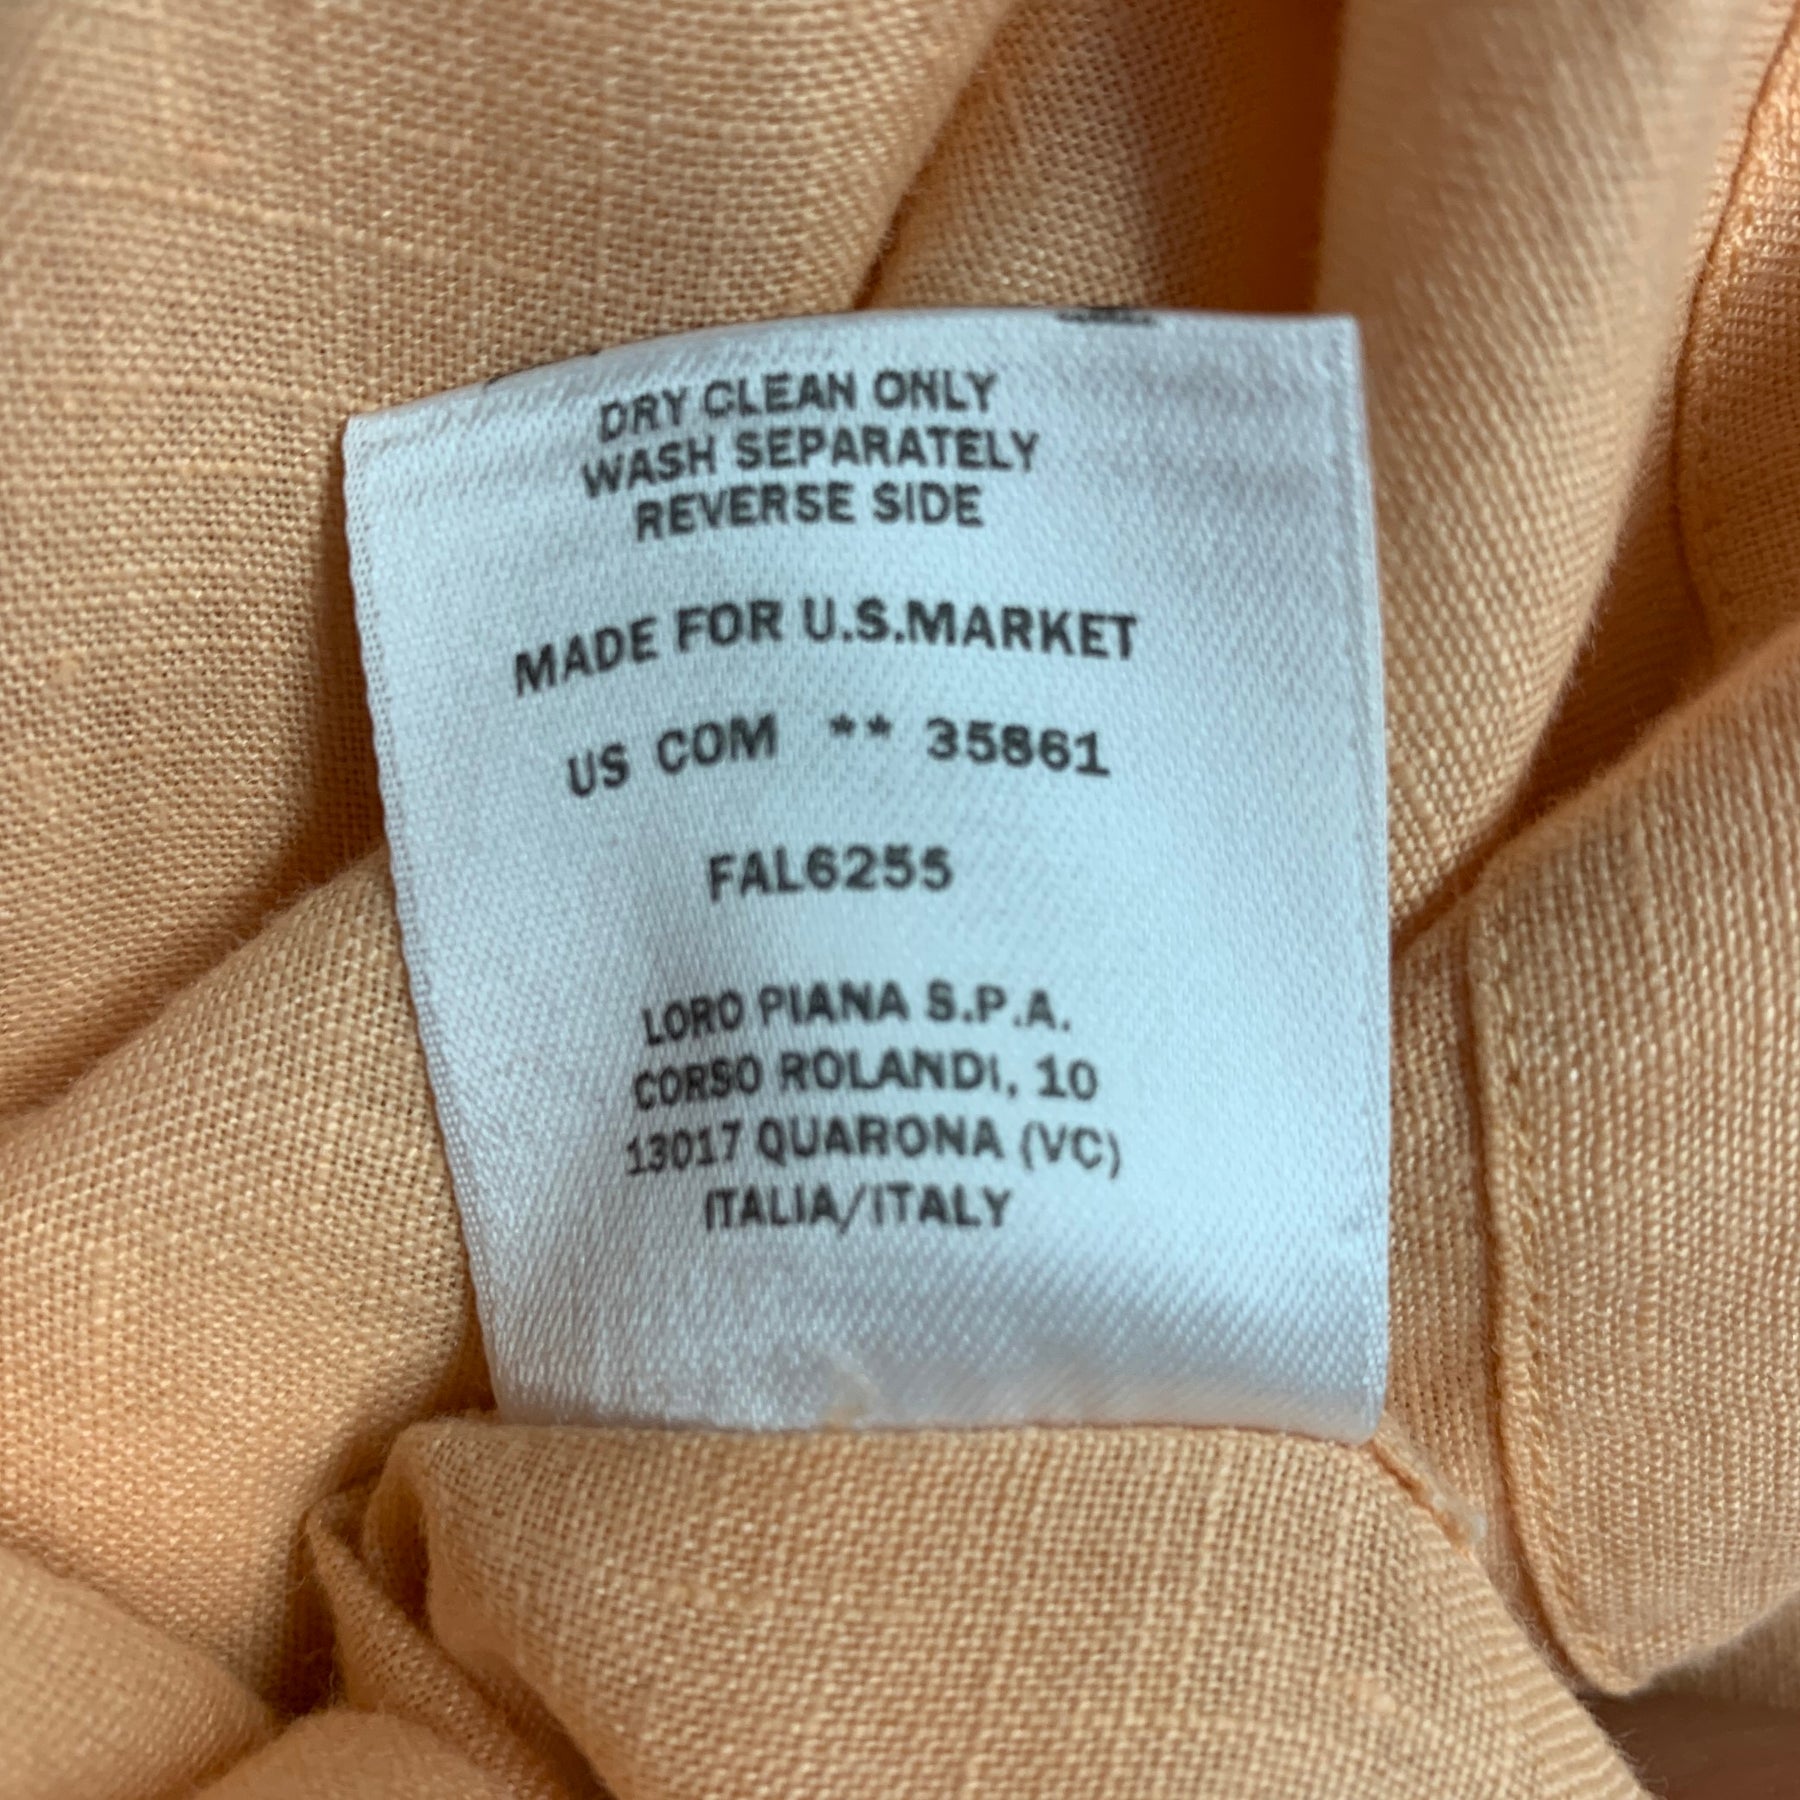 DRY CLEAN ONLY
WASH SEPARATELY
REVERSE SIDE
MADE FOR U.S.MARKET
US COM ** 35861
FAL6255
LORO PIANA S.P.A.
CORSO ROLANDI, 10
13017 QUARONA (VC)
ITALIA/ITALY